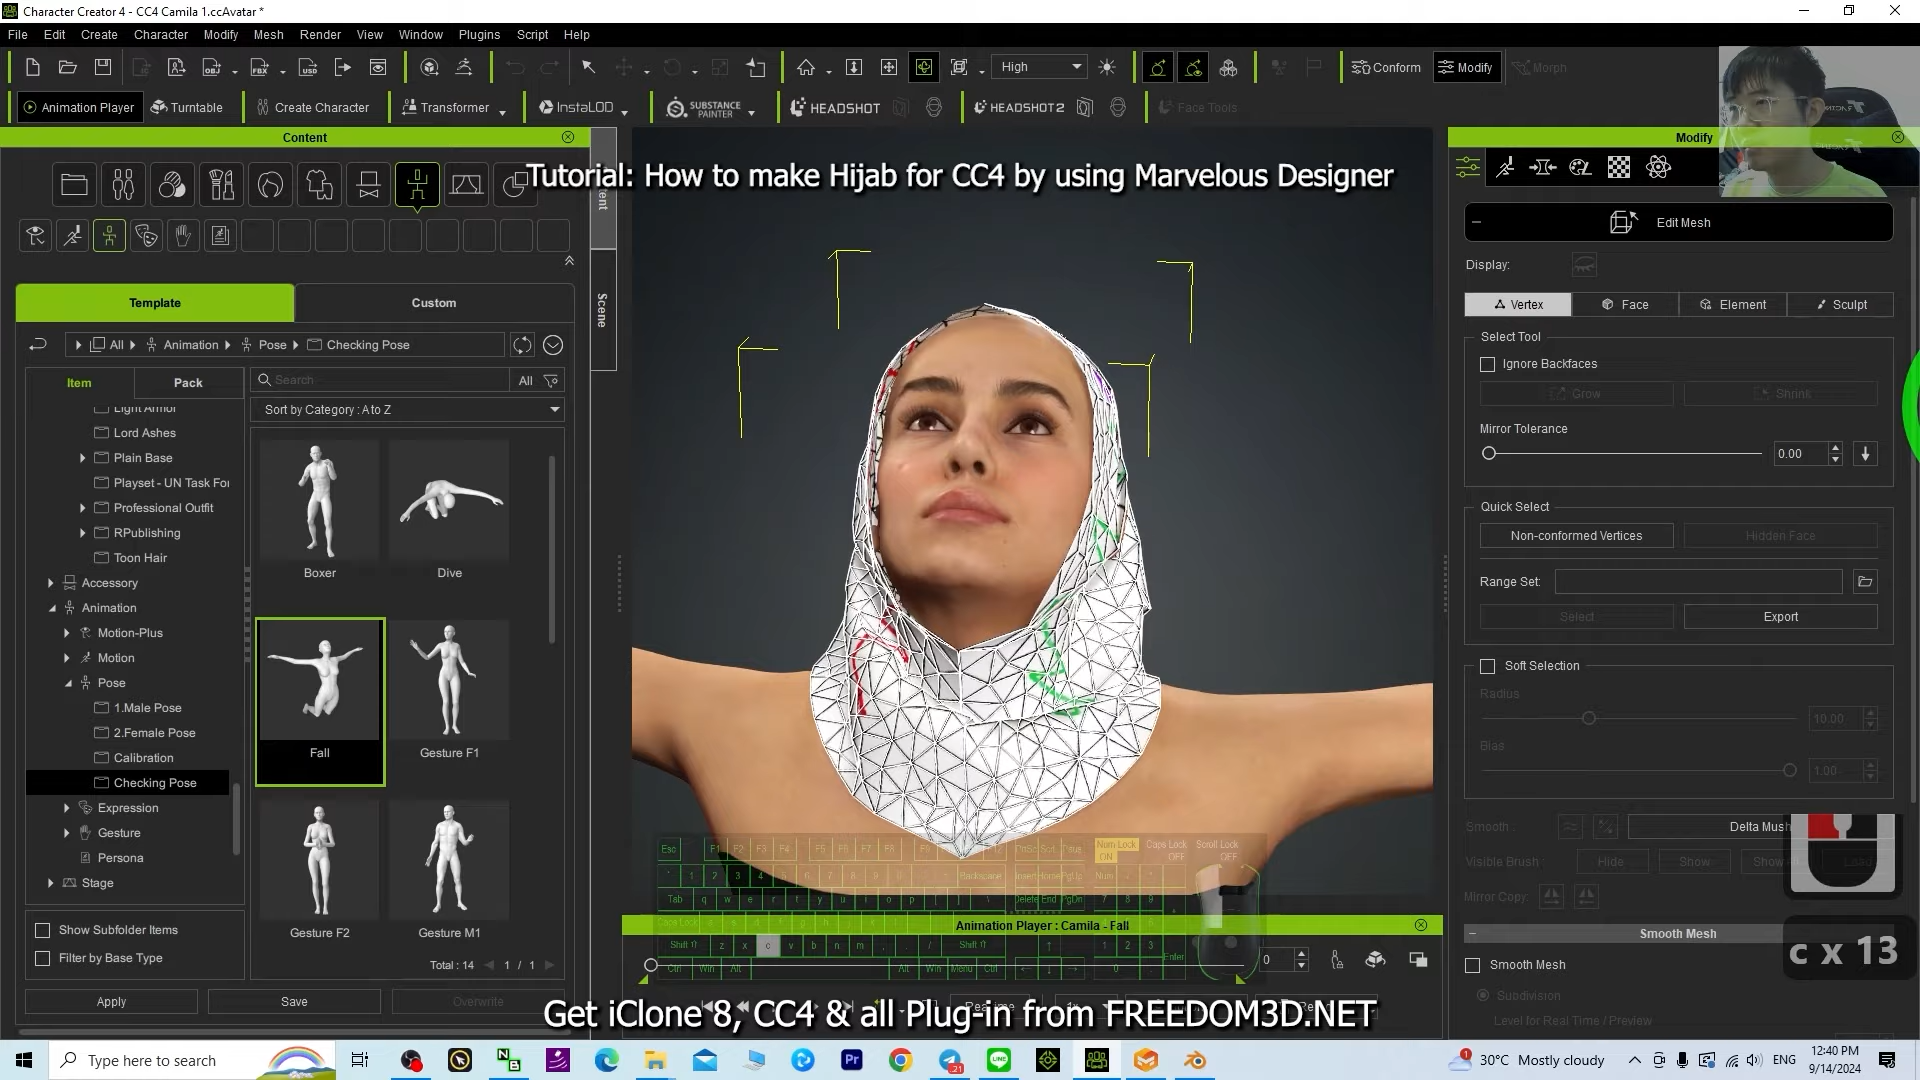 Character Creator 4 - CC4 Camila 1.ccAvatar *
File Edit Create Character Modify Mesh Render View Window Plugins Script Help
High Conform Modify Morph
Animation Player Turntable Create Character Transformer InstaLOD SUBSTANCE PAINTER HEADSHOT HEADSHOT 2 Face Tools
Content
Modify
Tutorial: How to make Hijab for CC4 by using Marvelous Designer
Template Custom
All Animation Pose Checking Pose
Item Pack
Search All
Sort by Category : A to Z
Light Armor
Lord Ashes
Plain Base
Playset - UN Task For
Professional Outfit
RPublishing
Toon Hair
Accessory
Animation
Motion-Plus
Motion
Pose
1.Male Pose
2.Female Pose
Calibration
Checking Pose
Expression
Gesture
Persona
Stage
Boxer Dive
Fall Gesture F1
Gesture F2 Gesture M1
Total : 14 1 / 1
Show Subfolder Items
Filter by Base Type
Apply Save Overwrite
Scene
Edit Mesh
Display:
Vertex Face Element Sculpt
Select Tool
Ignore Backfaces
Grow Shrink
Mirror Tolerance
0.00
Quick Select
Non-conformed Vertices Hidden Face
Range Set:
Select Export
Soft Selection
Radius
10.00
Bias
1.00
Smooth : Delta Mush
Visible Brush : Hide Show
Mirror Copy:
Smooth Mesh
Smooth Mesh
Subdivision
Level for Real Time / Preview
c x 13
Animation Player : Camila - Fall
0
Get iClone 8, CC4 & all Plug-in from FREEDOM3D.NET
Type here to search
30°C Mostly cloudy
ENG
12:40 PM
9/14/2024